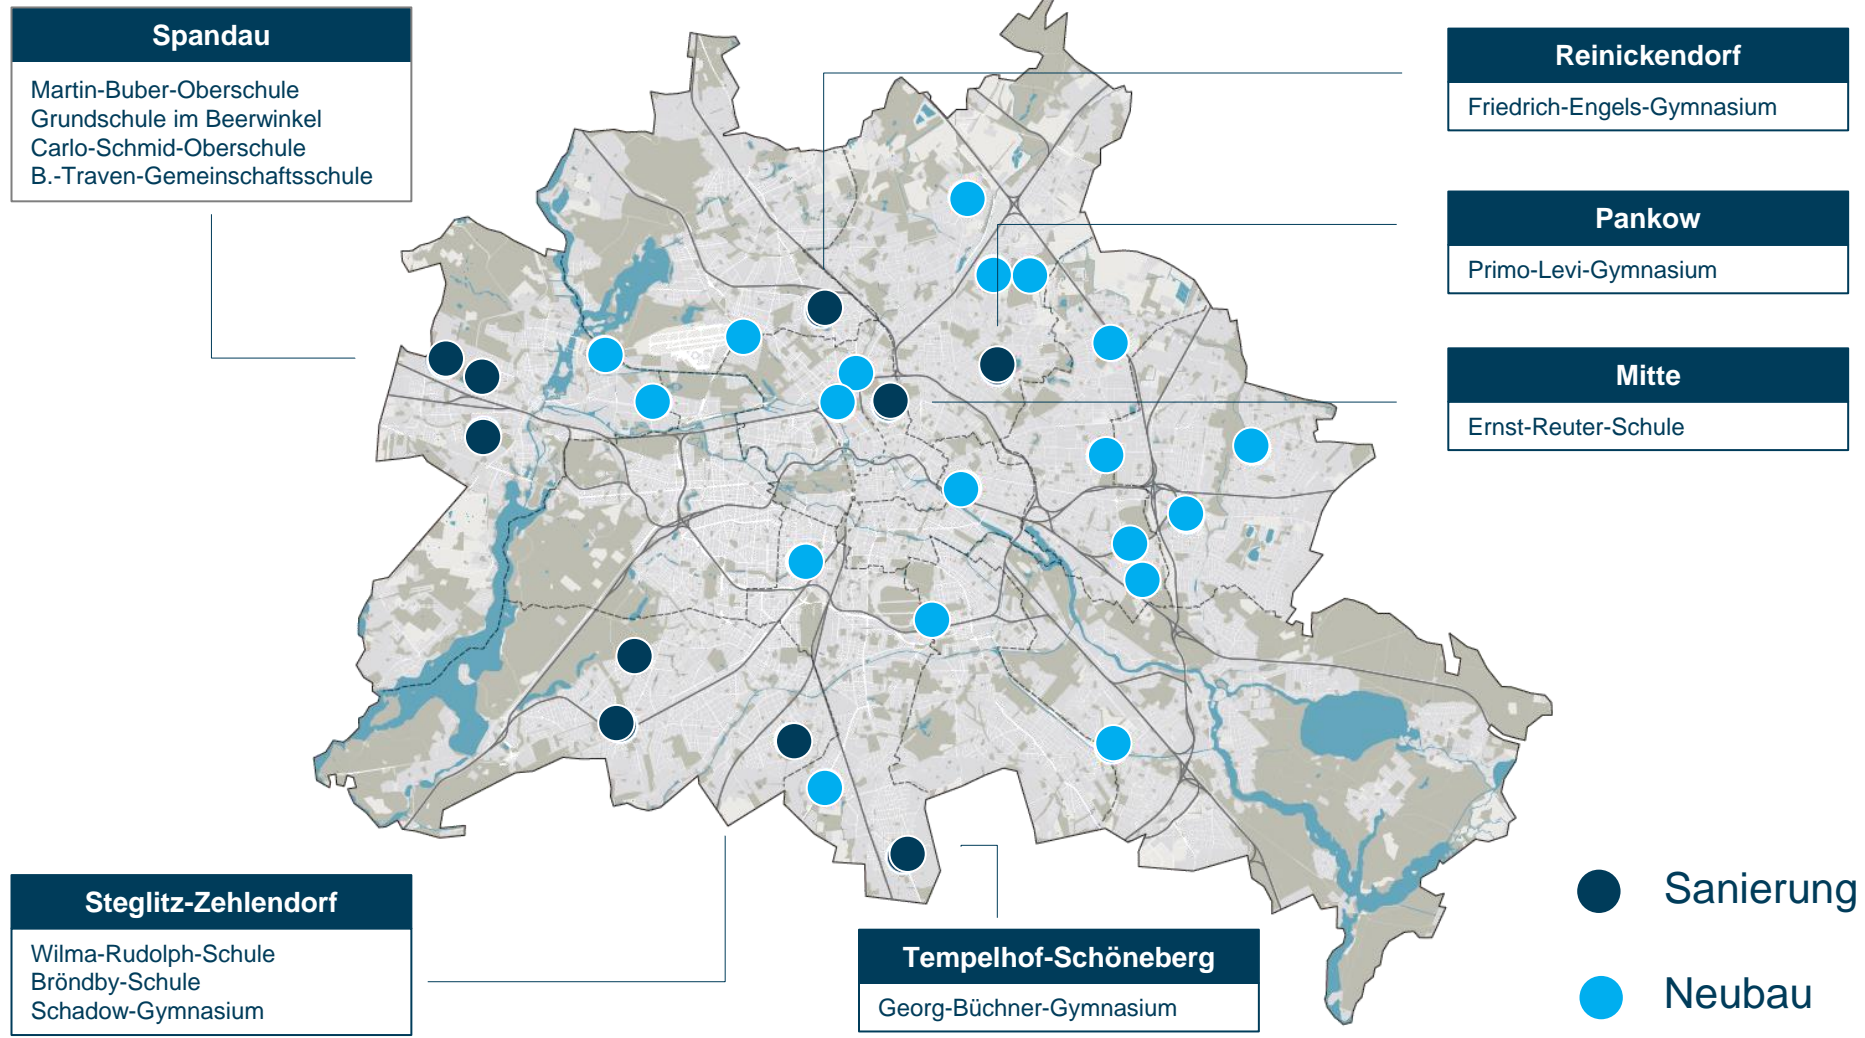 Spandau
Martin-Buber-Oberschule
Grundschule im Beerwinkel
Carlo-Schmid-Oberschule
B.-Traven-Gemeinschaftsschule
Reinickendorf
Friedrich-Engels-Gymnasium
Pankow
Primo-Levi-Gymnasium
Mitte
Ernst-Reuter-Schule
Steglitz-Zehlendorf
Wilma-Rudolph-Schule
Bröndby-Schule
Schadow-Gymnasium
Tempelhof-Schöneberg
Georg-Büchner-Gymnasium
Sanierung
Neubau